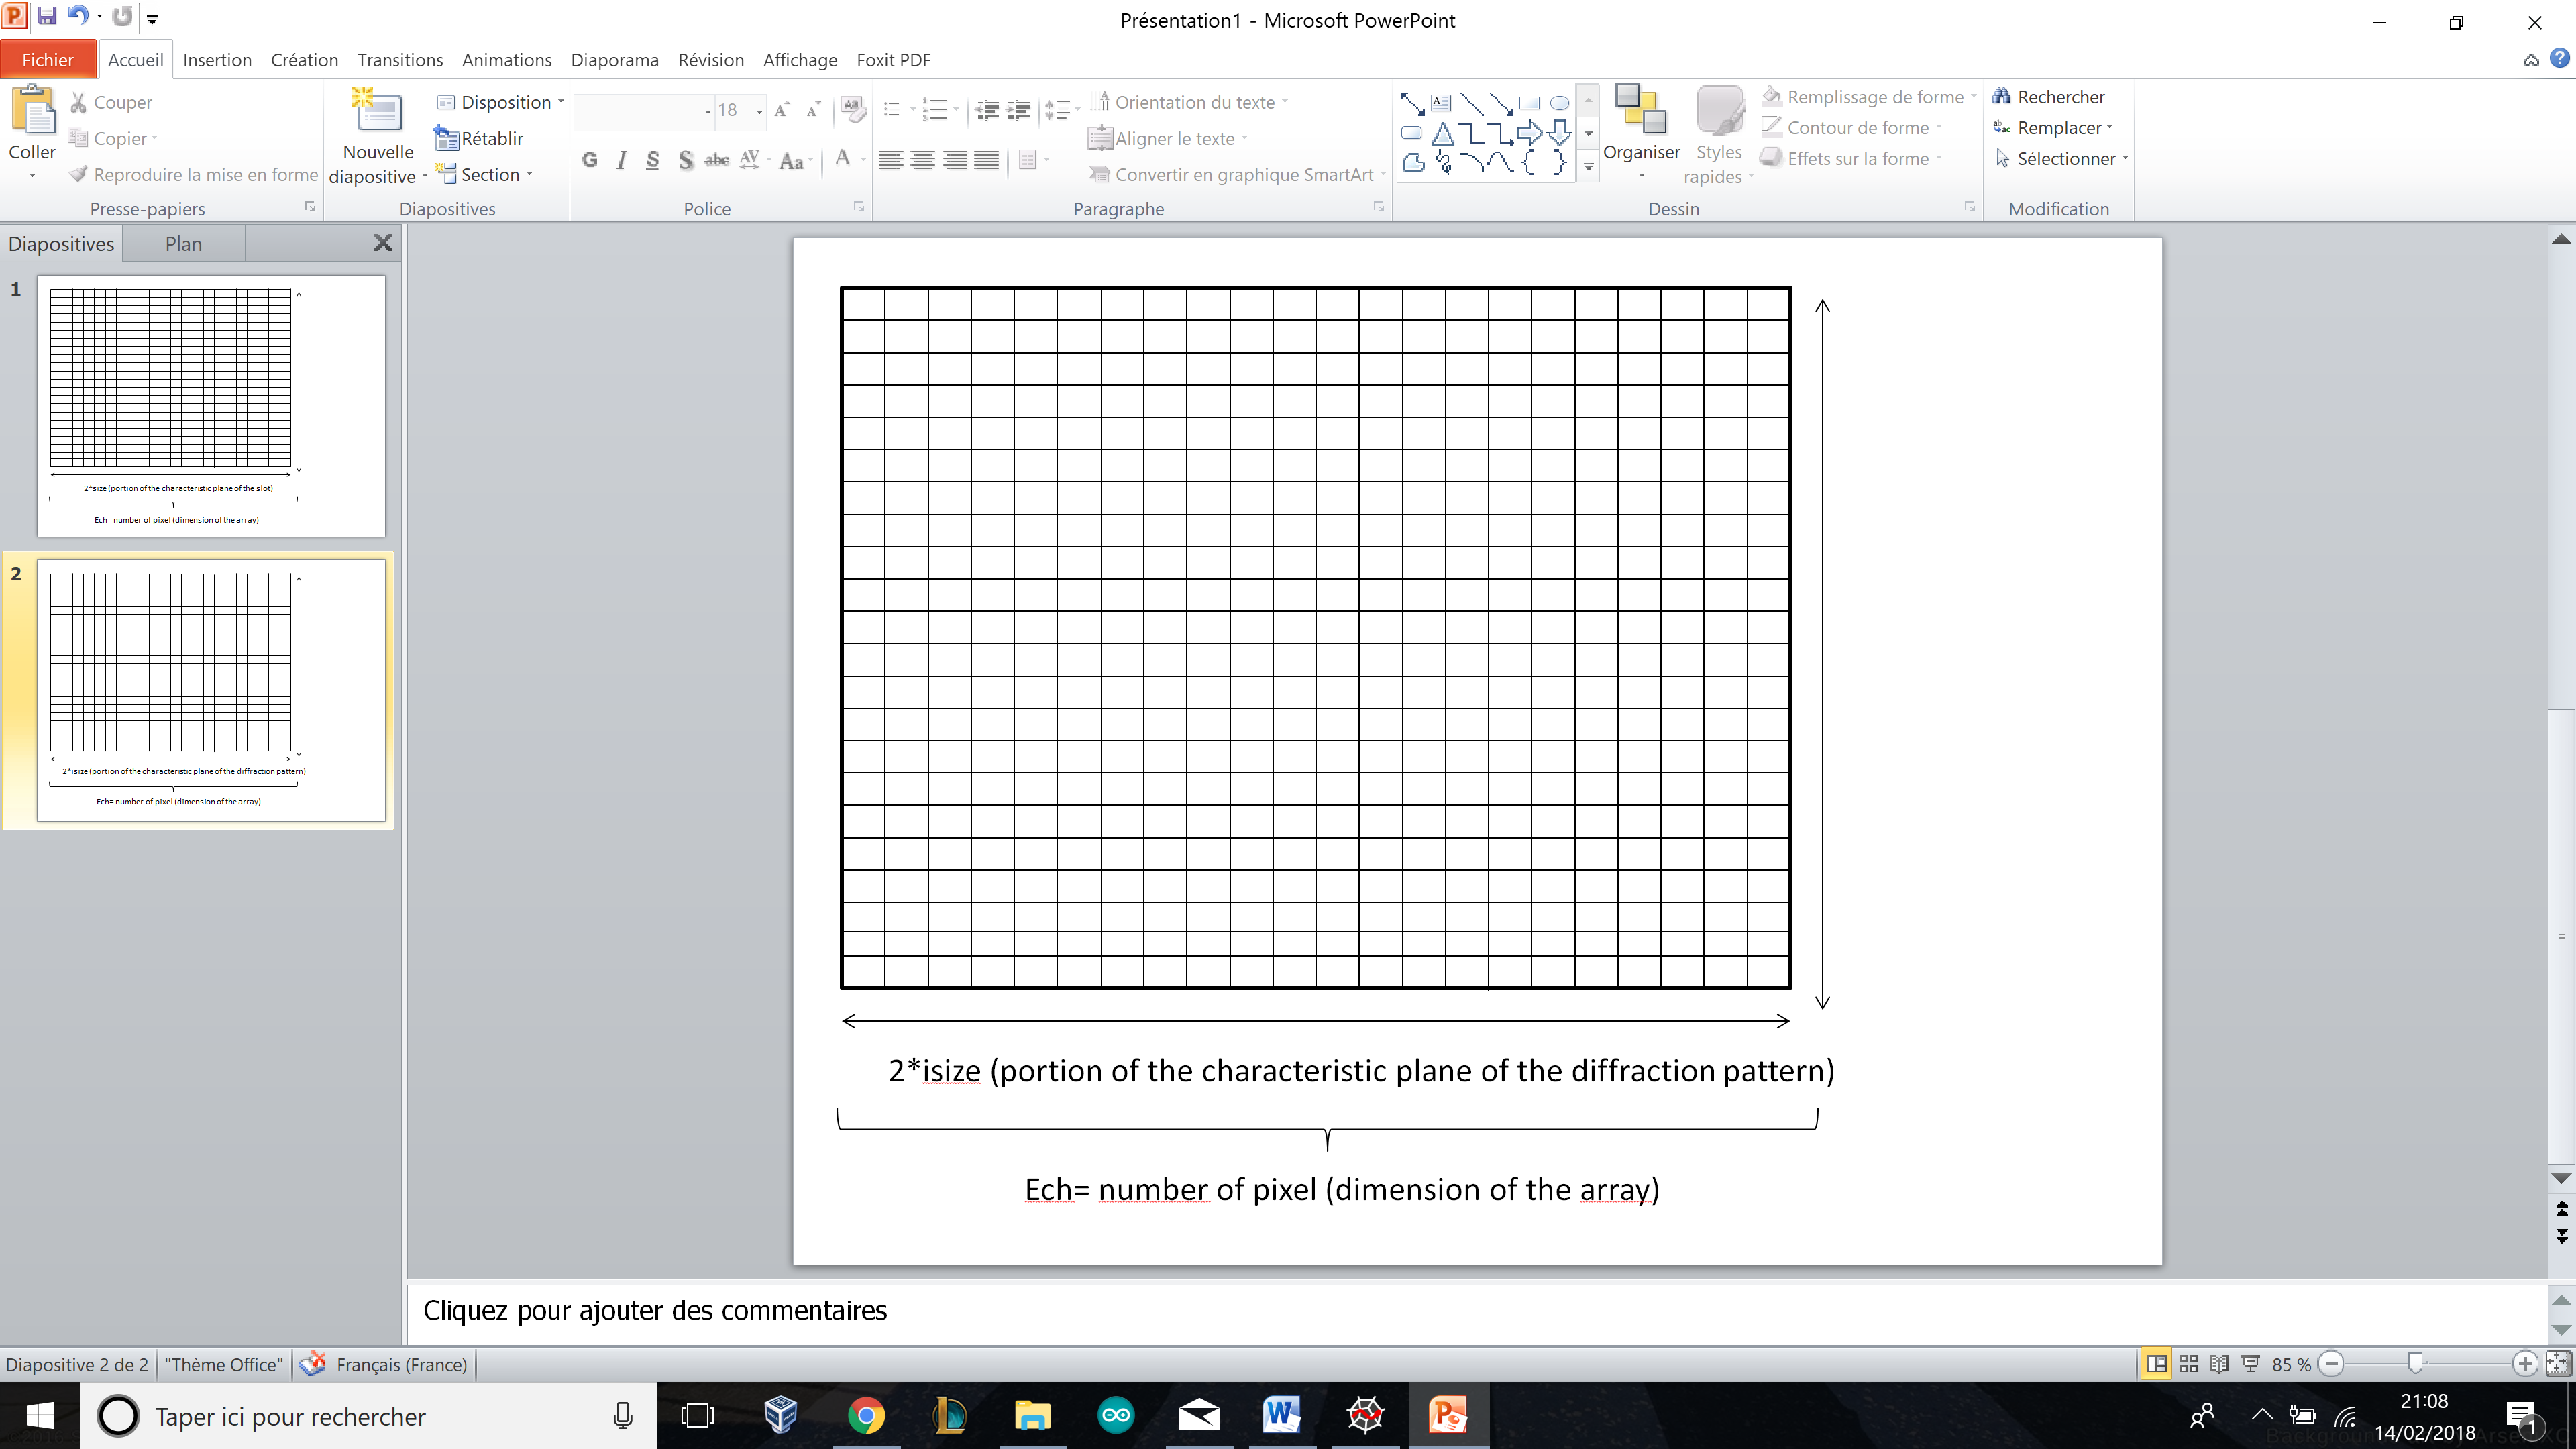 Présentation1 - Microsoft PowerPoint
Fichier Accueil Insertion Création Transitions Animations Diaporama Révision Affichage Foxit PDF
Coller
Couper
Copier
Reproduire la mise en forme
Presse-papiers
Nouvelle
diapositive
Disposition
Rétablir
Section
Diapositives
18
G I S S abc AV Aa A
Police
Orientation du texte
Aligner le texte
Convertir en graphique SmartArt
Paragraphe
Organiser
Styles
rapides
Remplissage de forme
Contour de forme
Effets sur la forme
Dessin
Rechercher
Remplacer
Sélectionner
Modification
Diapositives Plan
1
2*size (portion of the characteristic plane of the slot)
Ech= number of pixel (dimension of the array)
2
2*isize (portion of the characteristic plane of the diffraction pattern)
Ech= number of pixel (dimension of the array)
2*isize (portion of the characteristic plane of the diffraction pattern)
Ech= number of pixel (dimension of the array)
Cliquez pour ajouter des commentaires
Diapositive 2 de 2 "Thème Office" Français (France) 85 %
Taper ici pour rechercher
21:08
14/02/2018
1